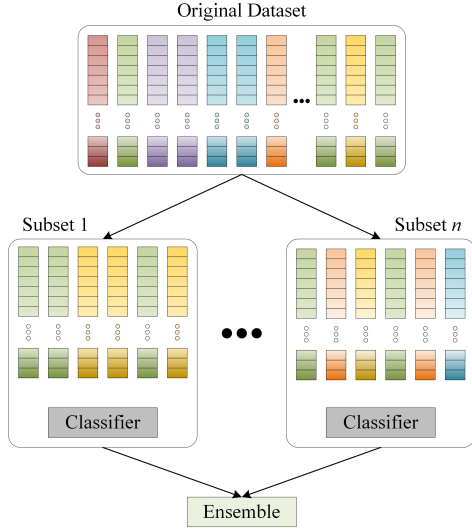 Original Dataset
Subset 1
Subset n
Classifier
Classifier
Ensemble